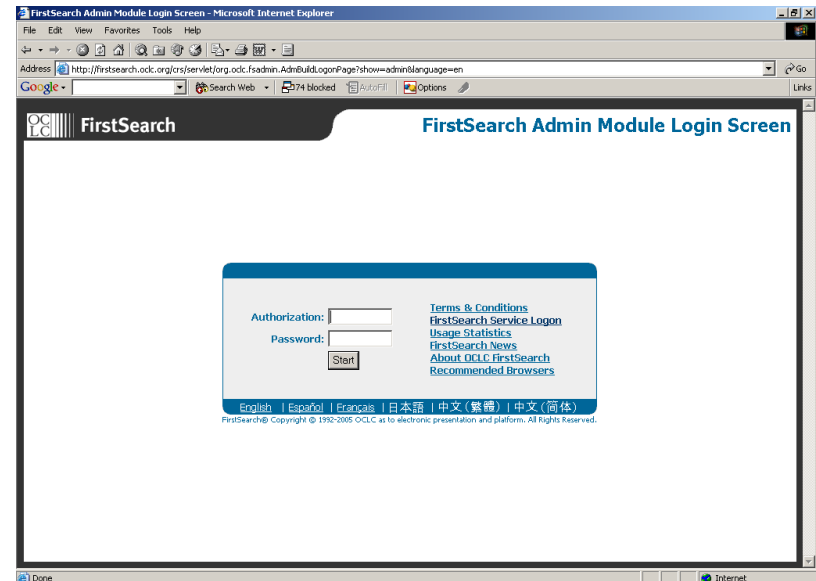 FirstSearch Admin Module Login Screen - Microsoft Internet Explorer
File Edit View Favorites Tools Help
Address http://firstsearch.oclc.org/crs/servlet/org.oclc.fsadmin.AdmBuildLogonPage?show=admin&language=en Go
Google Search Web 74 blocked AutoFill Options Links
OCLC FirstSearch FirstSearch Admin Module Login Screen
Authorization:
Password:
Start
Terms & Conditions
FirstSearch Service Logon
Usage Statistics
FirstSearch News
About OCLC FirstSearch
Recommended Browsers
English | Español | Français | 日本語 | 中文(繁體) | 中文(简体)
FirstSearch® Copyright © 1992-2005 OCLC as to electronic presentation and platform. All Rights Reserved.
Done Internet